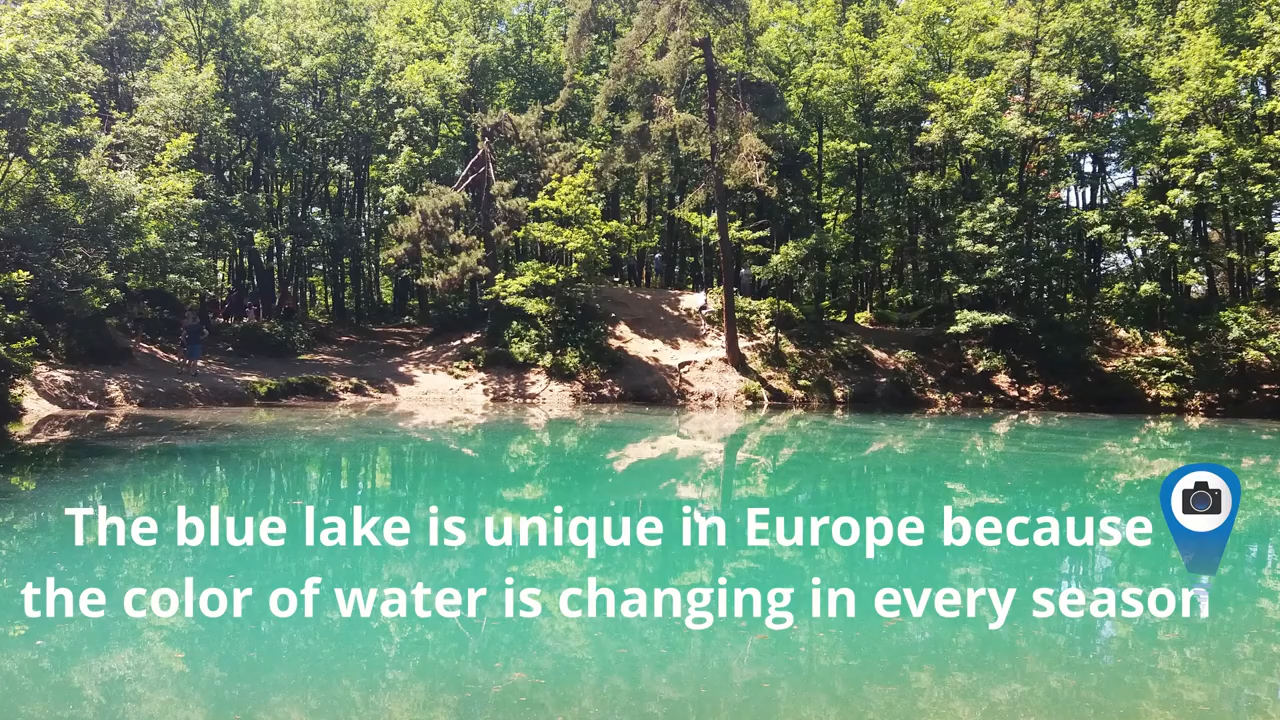 The blue lake is unique in Europe because
the color of water is changing in every season